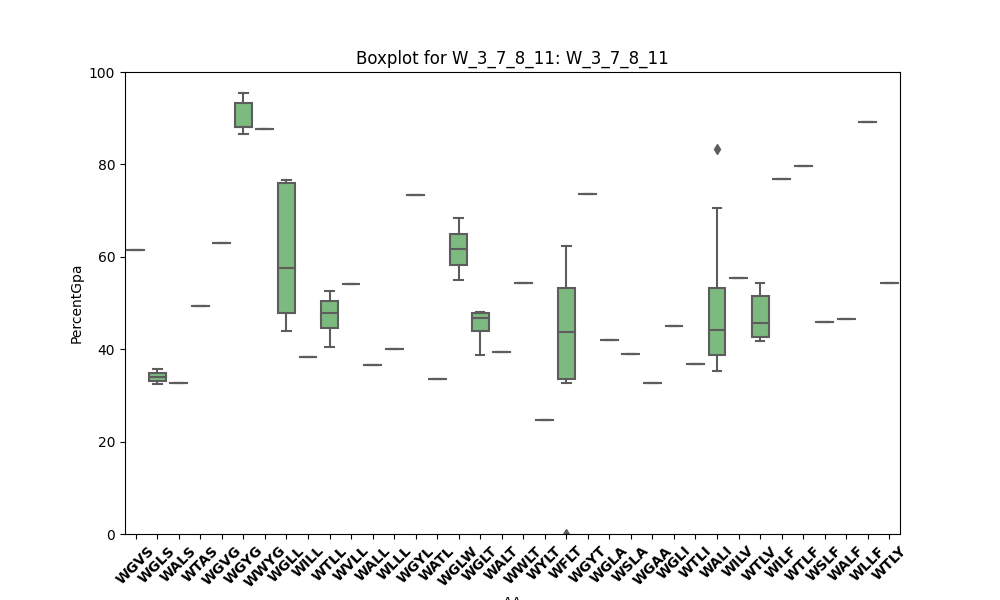 Boxplot for W_3_7_8_11: W_3_7_8_11
PercentGpa
100
80
60
40
20
0
WGVS
WGLS
WALS
WTAS
WGVG
WGYG
WWYG
WGLL
WILL
WTLL
WVLL
WALL
WLLL
WGYL
WATL
WGLW
WGLT
WALT
WWLT
WYLT
WFLT
WGYT
WGLA
WSLA
WGAA
WGLI
WTLI
WALI
WILV
WTLV
WILF
WTLF
WSLF
WALF
WLLF
WTLY